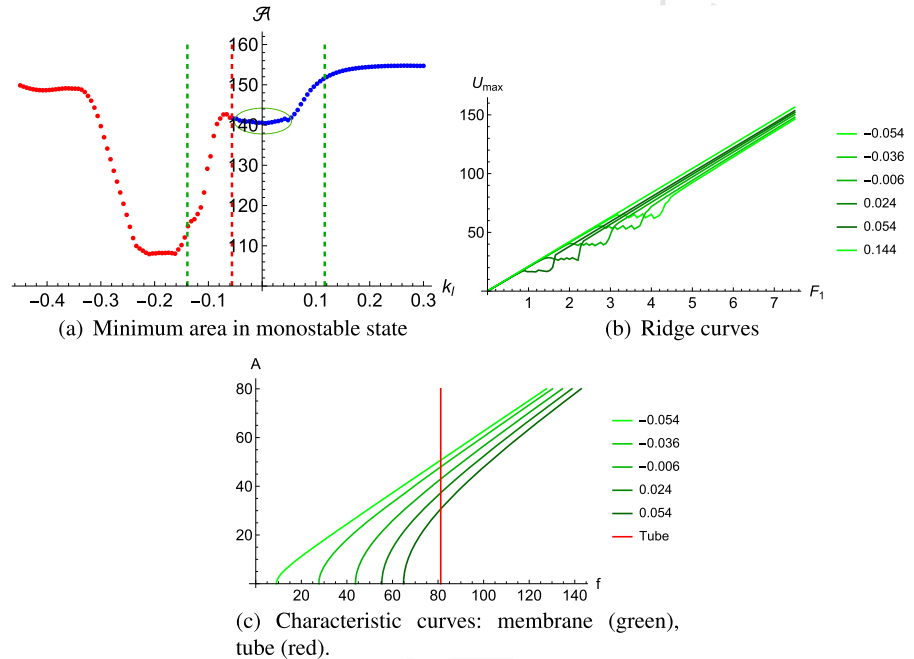 𝒜
160
150
140
130
120
110
-0.4 -0.3 -0.2 -0.1 0.1 0.2 0.3
k_l
(a) Minimum area in monostable state
U_max
150
100
50
1 2 3 4 5 6 7
F_1
-0.054
-0.036
-0.006
0.024
0.054
0.144
(b) Ridge curves
A
80
60
40
20
20 40 60 80 100 120 140
f
-0.054
-0.036
-0.006
0.024
0.054
Tube
(c) Characteristic curves: membrane (green),
tube (red).